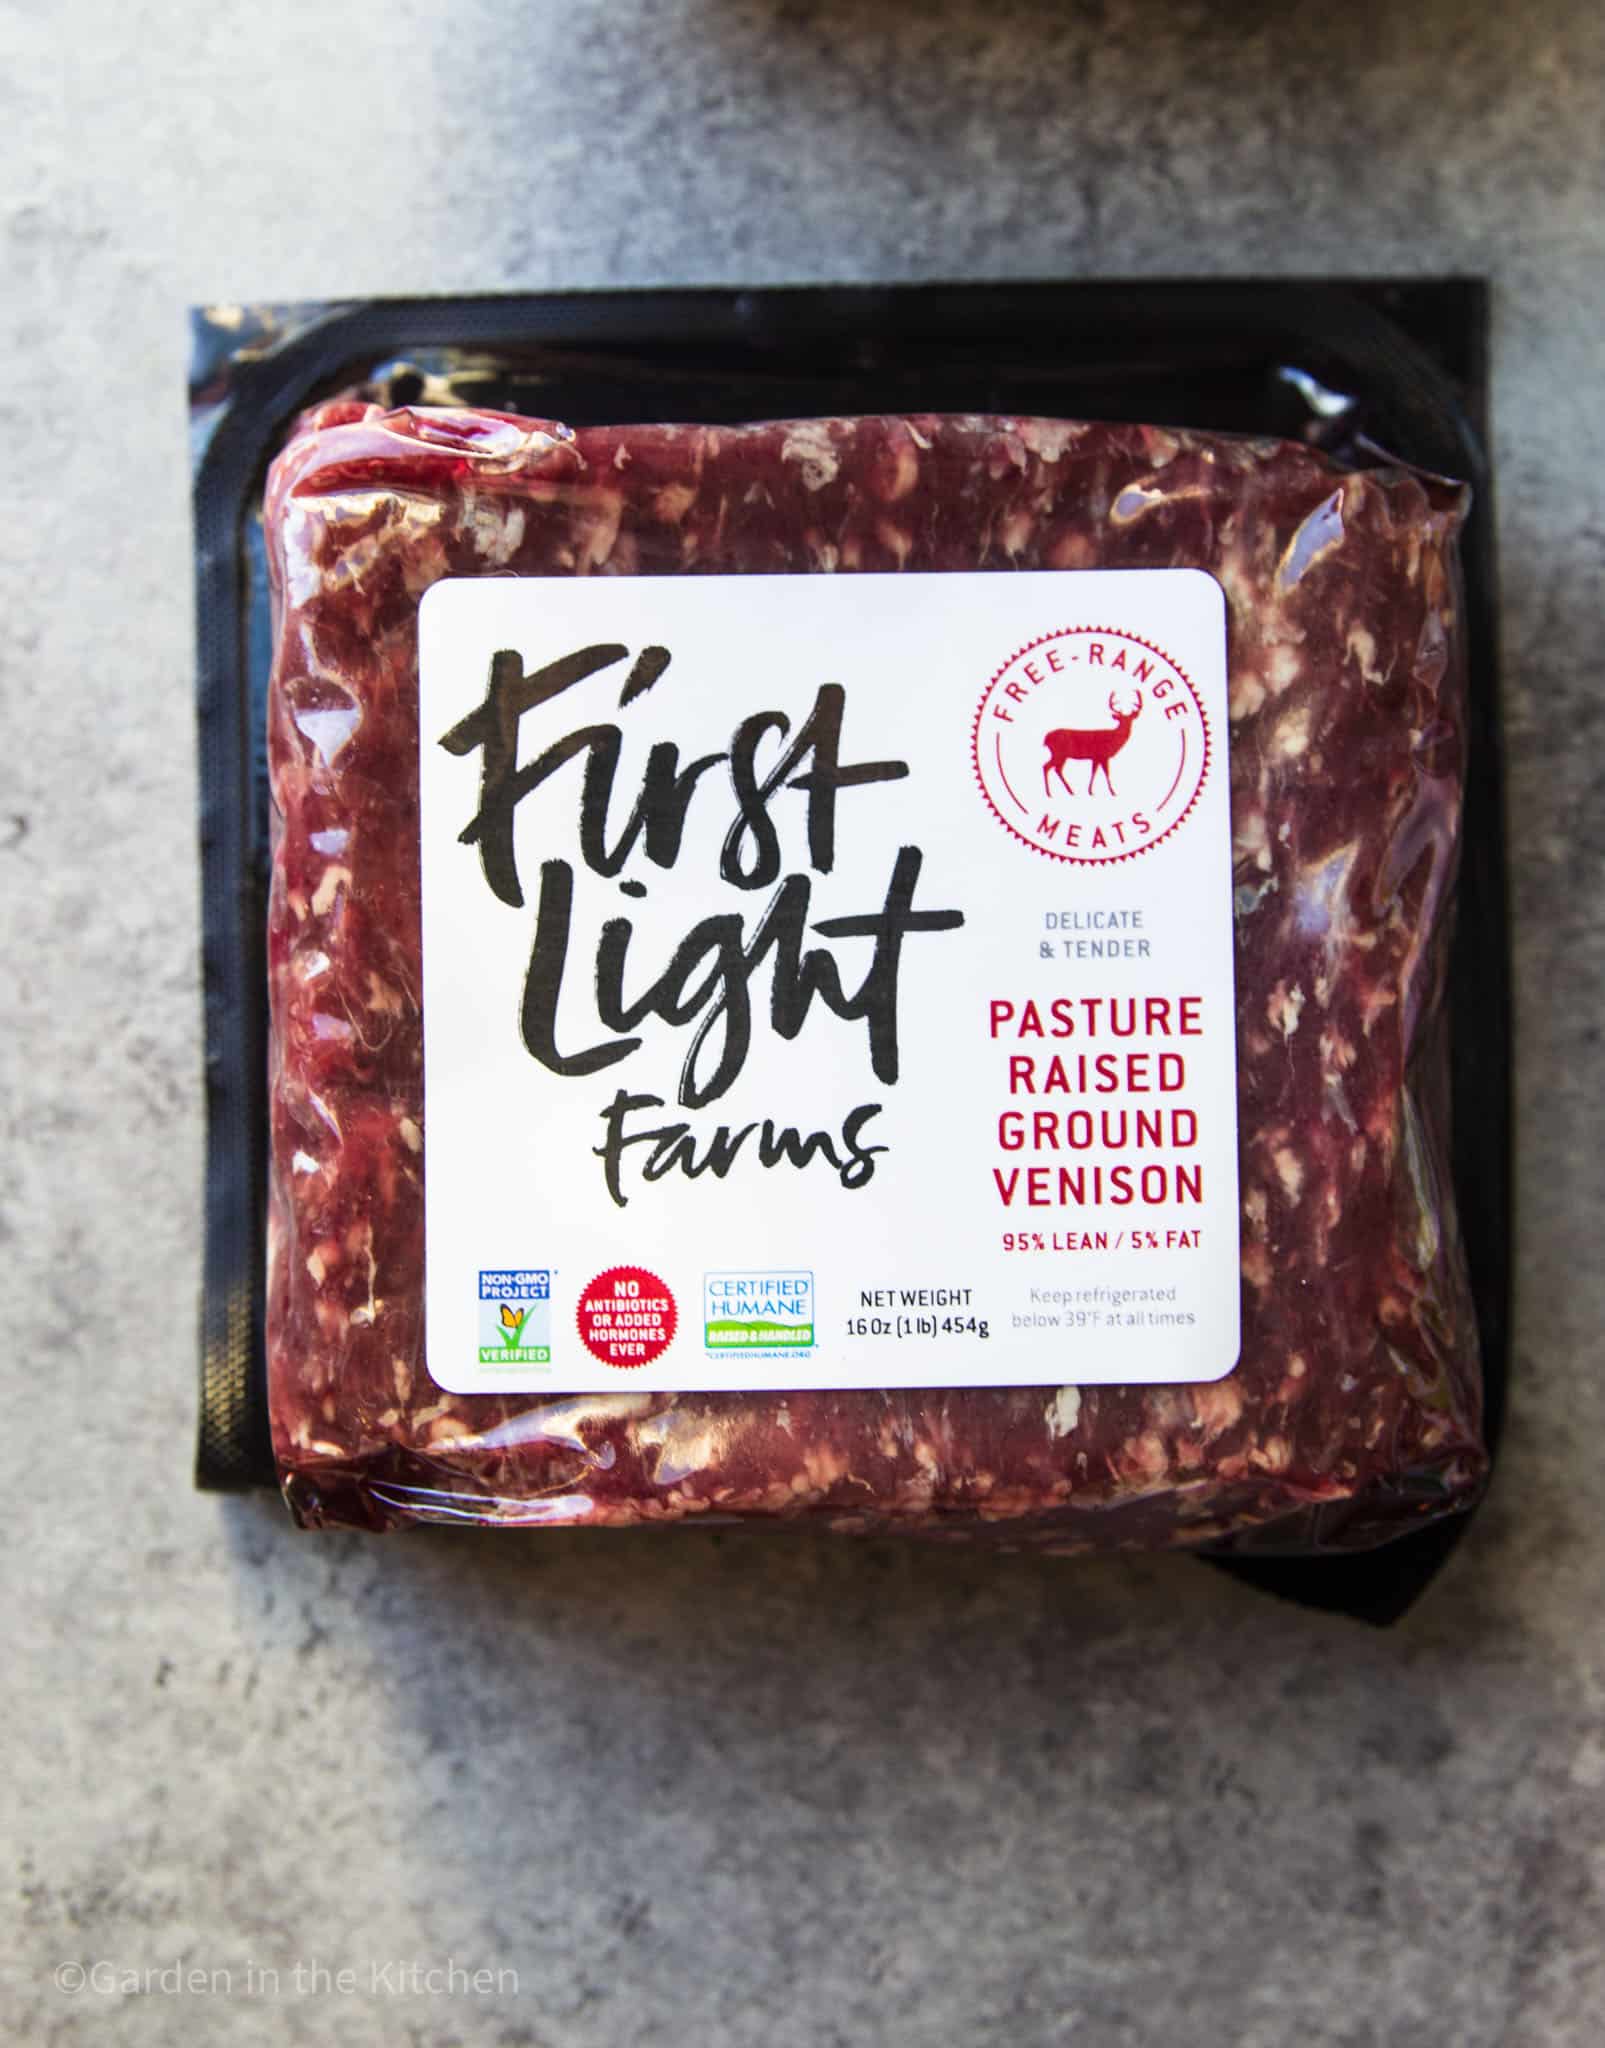 First
Light
Farms
FREE-RANGE
MEATS
DELICATE
& TENDER
PASTURE
RAISED
GROUND
VENISON
95% LEAN / 5% FAT
NON-GMO
PROJECT
VERIFIED
NO
ANTIBIOTICS
OR ADDED
HORMONES
EVER
CERTIFIED
HUMANE
RAISED & HANDLED
*CERTIFIEDHUMANE.ORG
NET WEIGHT
16 Oz (1 lb) 454g
Keep refrigerated
below 39°F at all times
©Garden in the Kitchen